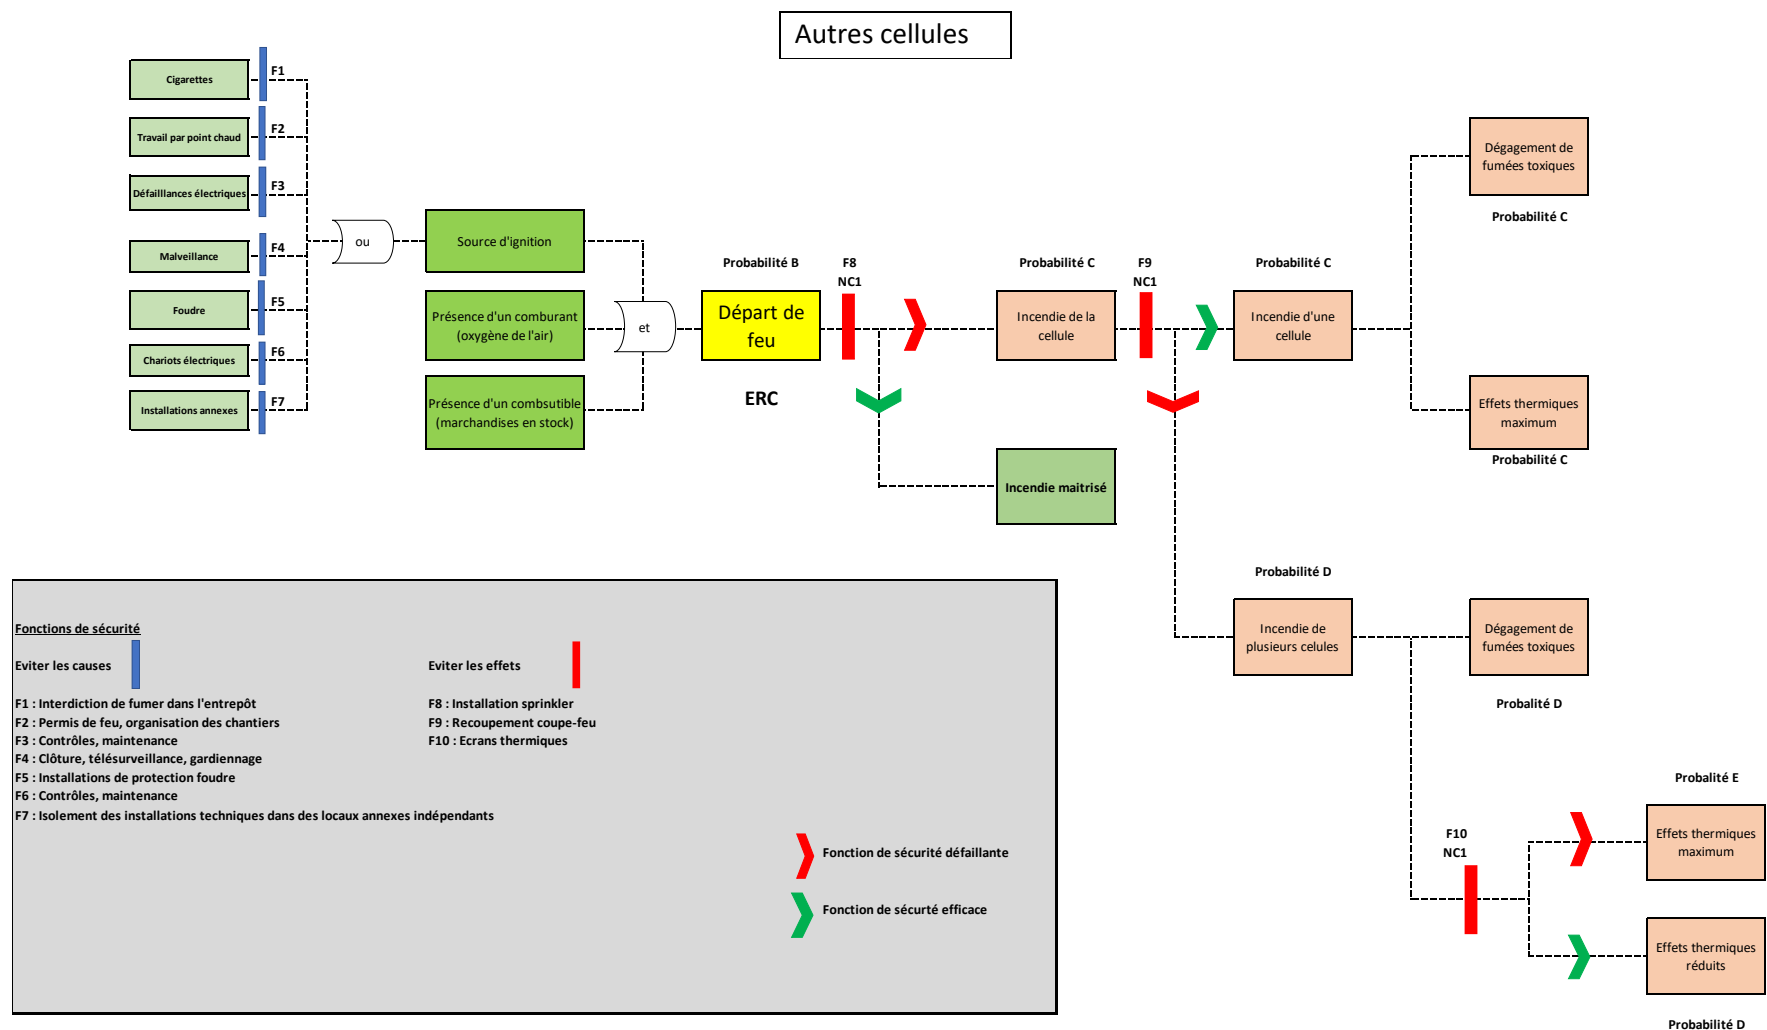 Autres cellules
Cigarettes
F1
Travail par point chaud
F2
Défailllances électriques
F3
Malveillance
F4
Foudre
F5
Chariots électriques
F6
Installations annexes
F7
ou
Source d'ignition
Présence d'un comburant
(oxygène de l'air)
Présence d'un combsutible
(marchandises en stock)
et
Probabilité B
Départ de
feu
ERC
F8
NC1
Probabilité C
Incendie de la
cellule
Incendie maitrisé
F9
NC1
Probabilité C
Incendie d'une
cellule
Dégagement de
fumées toxiques
Probabilité C
Effets thermiques
maximum
Probabilité C
Probabilité D
Incendie de
plusieurs celules
Dégagement de
fumées toxiques
Probalité D
F10
NC1
Probalité E
Effets thermiques
maximum
Effets thermiques
réduits
Probabilité D
Fonctions de sécurité
Eviter les causes
F1 : Interdiction de fumer dans l'entrepôt
F2 : Permis de feu, organisation des chantiers
F3 : Contrôles, maintenance
F4 : Clôture, télésurveillance, gardiennage
F5 : Installations de protection foudre
F6 : Contrôles, maintenance
F7 : Isolement des installations techniques dans des locaux annexes indépendants
Eviter les effets
F8 : Installation sprinkler
F9 : Recoupement coupe-feu
F10 : Ecrans thermiques
Fonction de sécurité défaillante
Fonction de sécurté efficace